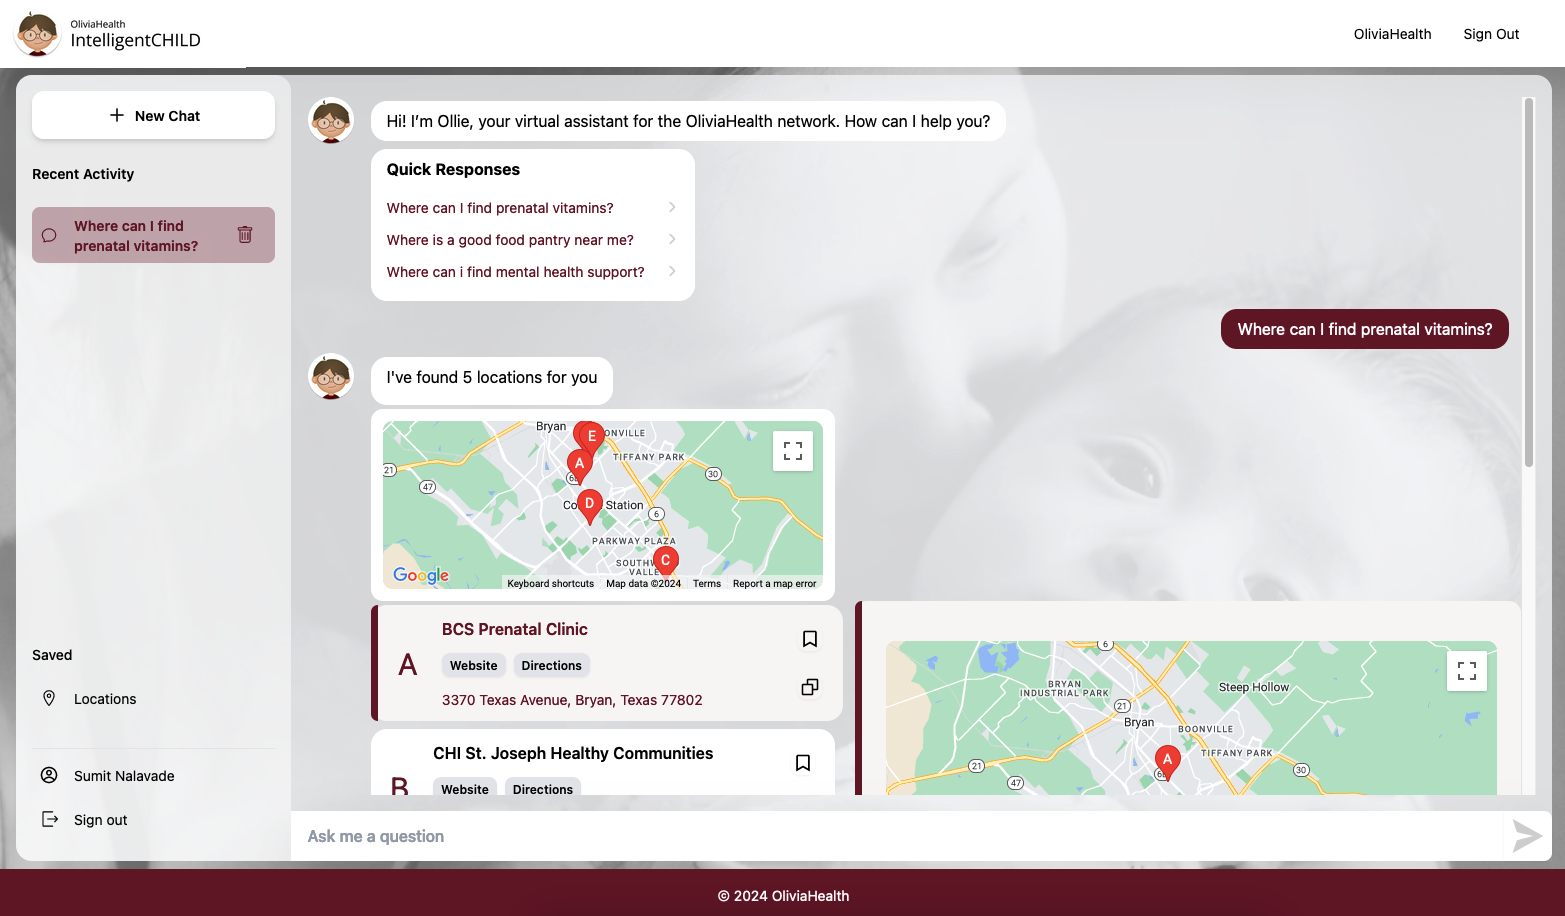 OliviaHealth
IntelligentCHILD
OliviaHealth
Sign Out
New Chat
Recent Activity
Where can I find
prenatal vitamins?
Saved
Locations
Sumit Nalavade
Sign out
Hi! I’m Ollie, your virtual assistant for the OliviaHealth network. How can I help you?
Quick Responses
Where can I find prenatal vitamins?
Where is a good food pantry near me?
Where can i find mental health support?
Where can I find prenatal vitamins?
I've found 5 locations for you
Bryan
E
TIFFANY PARK
A
21
47
30
D
Station
6
PARKWAY PLAZA
C
Google
Keyboard shortcuts
Map data ©2024
Terms
Report a map error
A
BCS Prenatal Clinic
Website
Directions
3370 Texas Avenue, Bryan, Texas 77802
B
CHI St. Joseph Healthy Communities
Website
Directions
6
BRYAN
INDUSTRIAL PARK
Steep Hollow
21
Bryan
BOONVILLE
TIFFANY PARK
A
21
47
30
Ask me a question
© 2024 OliviaHealth